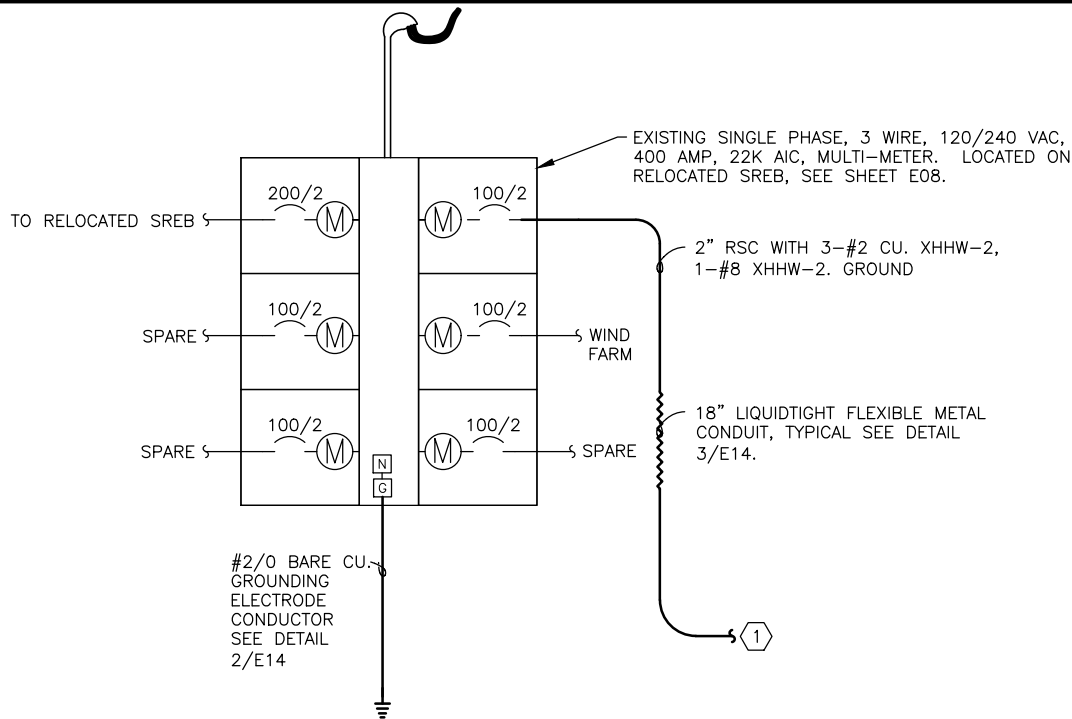 EXISTING SINGLE PHASE, 3 WIRE, 120/240 VAC,
400 AMP, 22K AIC, MULTI-METER. LOCATED ON
RELOCATED SREB, SEE SHEET E08.
200/2
M
M
100/2
TO RELOCATED SREB
2" RSC WITH 3-#2 CU. XHHW-2,
1-#8 XHHW-2. GROUND
100/2
M
M
100/2
SPARE
WIND
FARM
100/2
M
M
100/2
SPARE
SPARE
18" LIQUIDTIGHT FLEXIBLE METAL
CONDUIT, TYPICAL SEE DETAIL
3/E14.
N
G
#2/0 BARE CU.
GROUNDING
ELECTRODE
CONDUCTOR
SEE DETAIL
2/E14
1